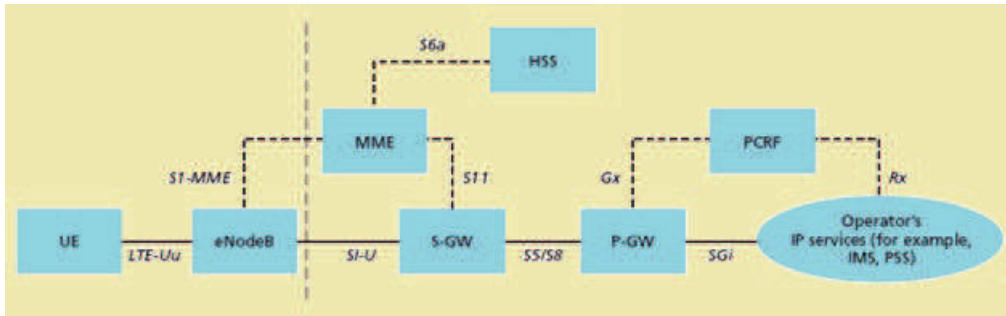 S6a
HSS
MME
PCRF
S1-MME
S11
Gx
Rx
UE
eNodeB
S-GW
P-GW
Operator's
IP services (for example,
IMS, PSS)
LTE-Uu
SI-U
S5/S8
SGi